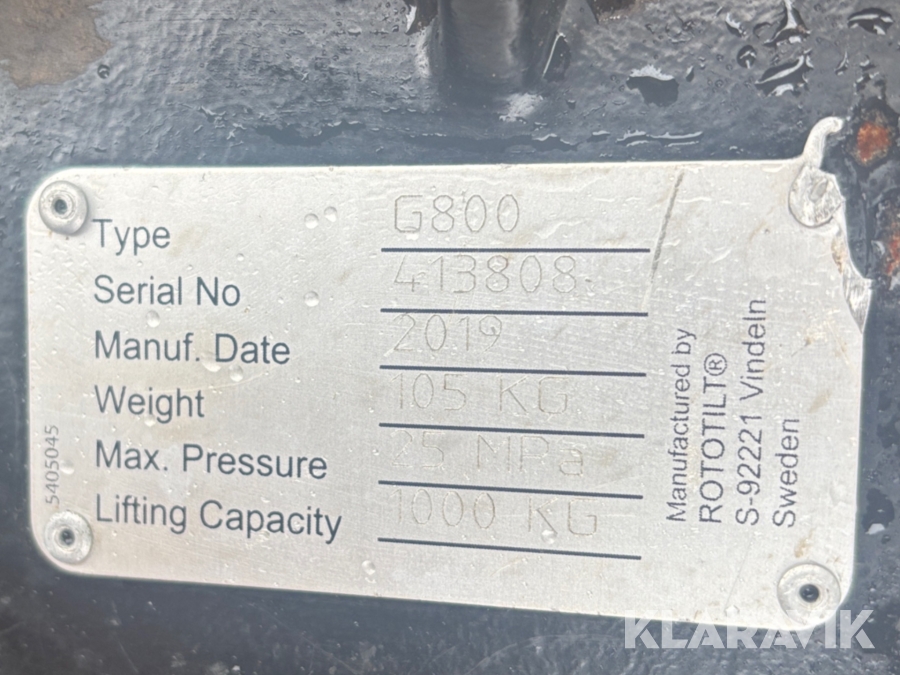 Type G800
Serial No 413808
Manuf. Date 2019
Weight 105 KG
Max. Pressure 25 MPa
Lifting Capacity 1000 KG
5405045
Manufactured by
ROTOTILT®
S-92221 Vindeln
Sweden
KLARAVIK